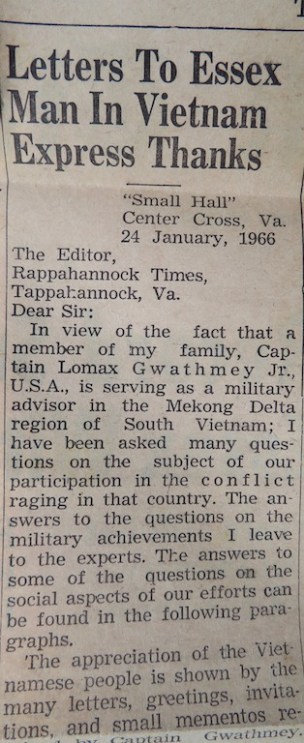 Letters To Essex
Man In Vietnam
Express Thanks
"Small Hall"
Center Cross, Va.
24 January, 1966
The Editor,
Rappahannock Times,
Tappahannock, Va.
Dear Sir:
In view of the fact that a
member of my family, Cap-
tain Lomax Gwathmey Jr.,
U.S.A., is serving as a military
advisor in the Mekong Delta
region of South Vietnam; I
have been asked many ques-
tions on the subject of our
participation in the conflict
raging in that country. The an-
swers to the questions on the
military achievements I leave
to the experts. The answers to
some of the questions on the
social aspects of our efforts can
be found in the following para-
graphs.
The appreciation of the Viet-
namese people is shown by the
many letters, greetings, invita-
tions, and small mementos re-
by Captain Gwathmey.